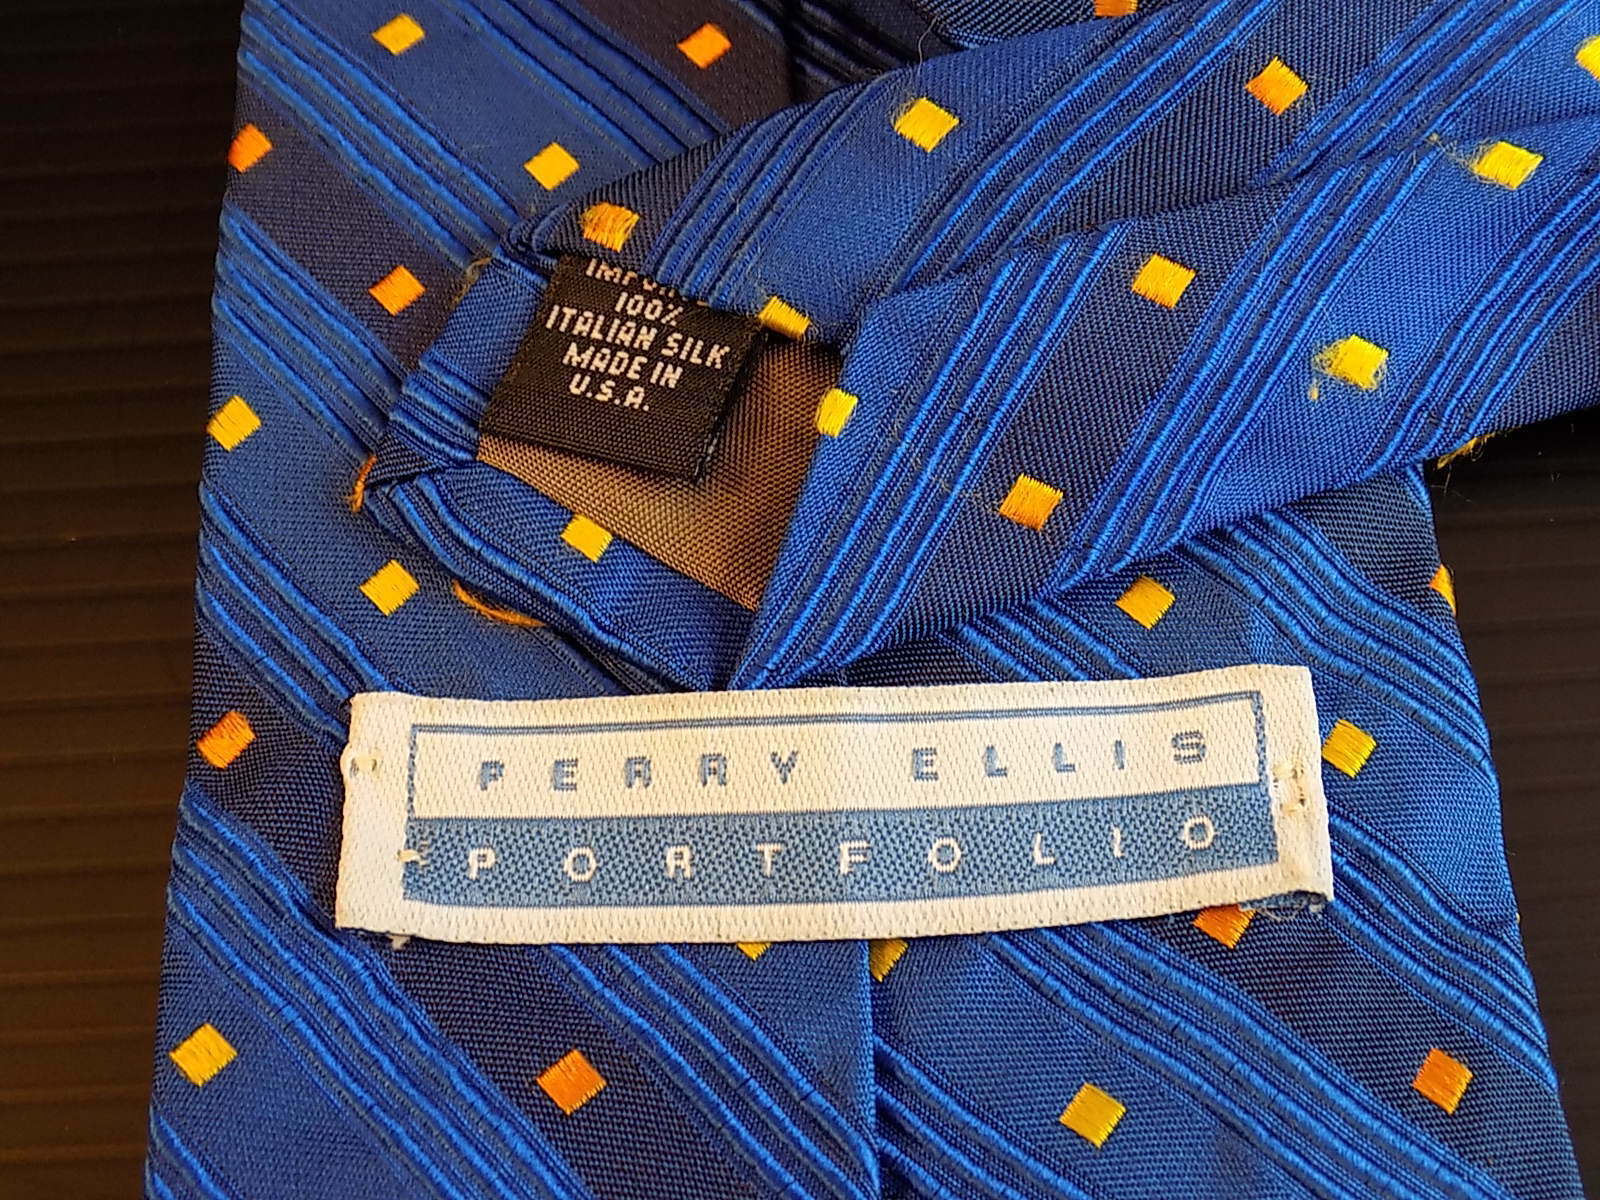 100%
ITALIAN SILK
MADE IN
U.S.A.
PERRY ELLIS
PORTFOLIO